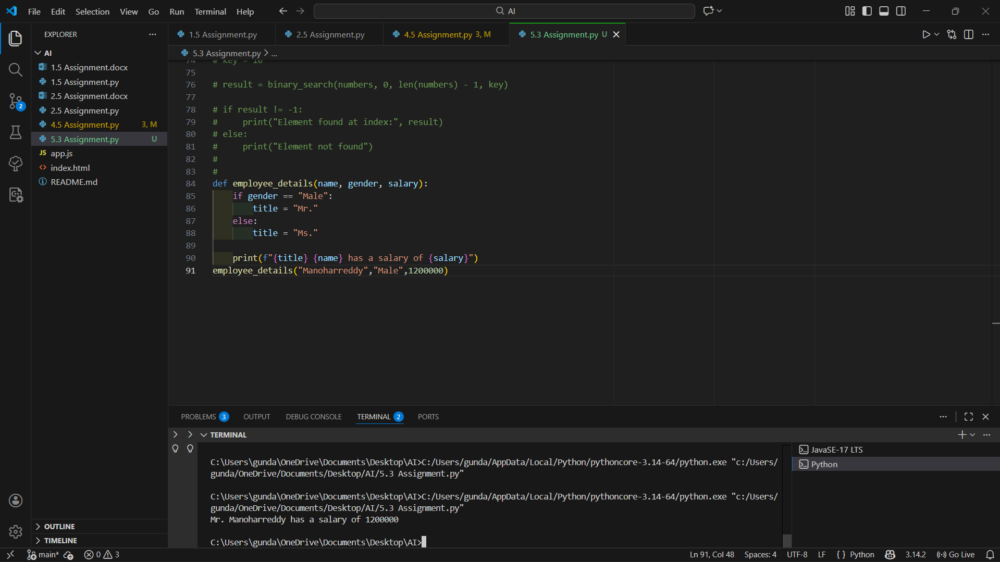 File Edit Selection View Go Run Terminal Help
AI
EXPLORER
AI
1.5 Assignment.docx
1.5 Assignment.py
2.5 Assignment.docx
2.5 Assignment.py
4.5 Assignment.py 3, M
5.3 Assignment.py U
JS app.js
<> index.html
README.md
OUTLINE
TIMELINE
2
1.5 Assignment.py
2.5 Assignment.py
4.5 Assignment.py 3, M
5.3 Assignment.py U
5.3 Assignment.py > ...
74 # key = 10
75
76 # result = binary_search(numbers, 0, len(numbers) - 1, key)
77
78 # if result != -1:
79 #     print("Element found at index:", result)
80 # else:
81 #     print("Element not found")
82 #
83 #
84 def employee_details(name, gender, salary):
85     if gender == "Male":
86         title = "Mr."
87     else:
88         title = "Ms."
89
90     print(f"{title} {name} has a salary of {salary}")
91 employee_details("Manoharreddy","Male",1200000)
PROBLEMS 3 OUTPUT DEBUG CONSOLE TERMINAL 2 PORTS
TERMINAL
C:\Users\gunda\OneDrive\Documents\Desktop\AI>C:/Users/gunda/AppData/Local/Python/pythoncore-3.14-64/python.exe "c:/Users/
gunda/OneDrive/Documents/Desktop/AI/5.3 Assignment.py"
C:\Users\gunda\OneDrive\Documents\Desktop\AI>C:/Users/gunda/AppData/Local/Python/pythoncore-3.14-64/python.exe "c:/Users/
gunda/OneDrive/Documents/Desktop/AI/5.3 Assignment.py"
Mr. Manoharreddy has a salary of 1200000
C:\Users\gunda\OneDrive\Documents\Desktop\AI>
JavaSE-17 LTS
Python
main* 0 3
Ln 91, Col 48 Spaces: 4 UTF-8 LF { } Python 3.14.2 Go Live